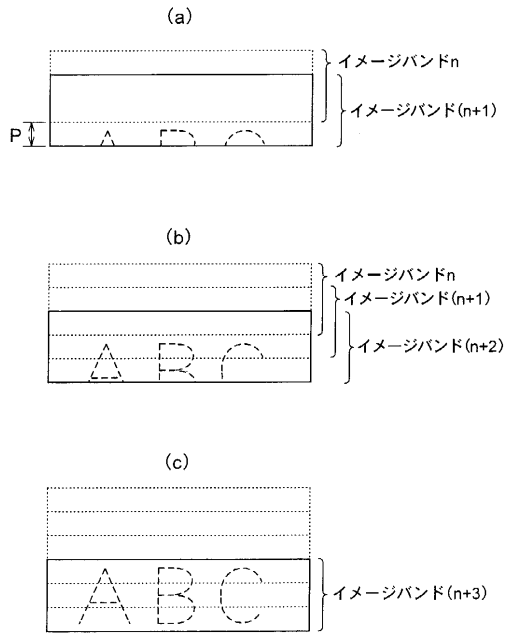 (a)
イメージバンドn
イメージバンド(n+1)
P
A B C
(b)
イメージバンドn
イメージバンド(n+1)
イメージバンド(n+2)
A B C
(c)
A B C
イメージバンド(n+3)